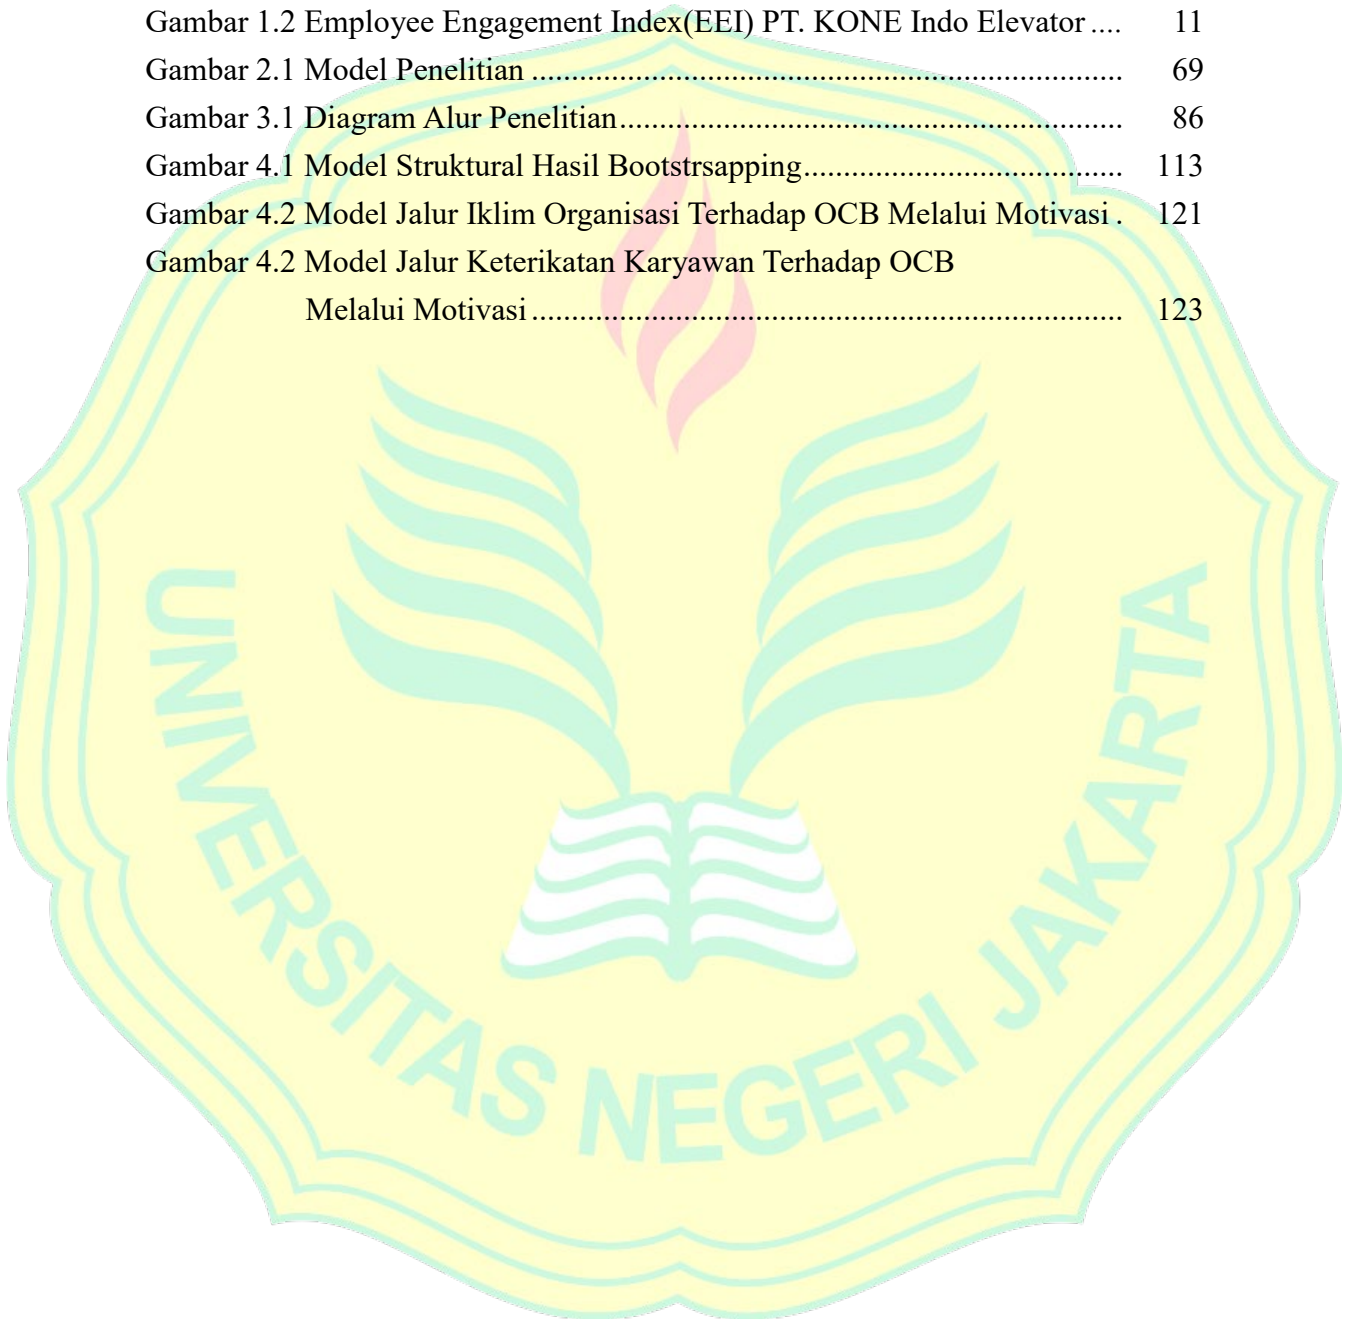 Gambar 1.2 Employee Engagement Index(EEI) PT. KONE Indo Elevator .... 11
Gambar 2.1 Model Penelitian .......................................................................... 69
Gambar 3.1 Diagram Alur Penelitian............................................................... 86
Gambar 4.1 Model Struktural Hasil Bootstrsapping........................................ 113
Gambar 4.2 Model Jalur Iklim Organisasi Terhadap OCB Melalui Motivasi . 121
Gambar 4.2 Model Jalur Keterikatan Karyawan Terhadap OCB
Melalui Motivasi .......................................................................... 123
UNIVERSITAS NEGERI JAKARTA